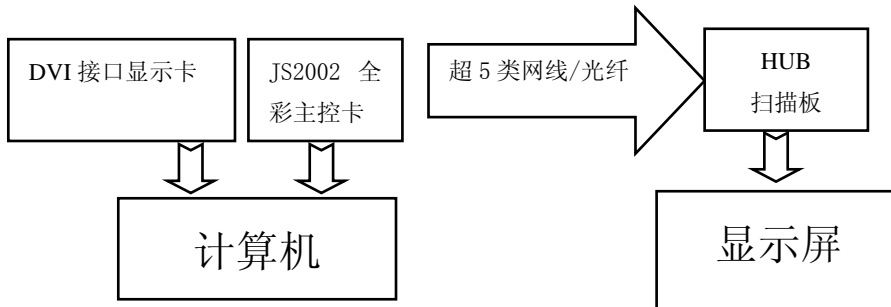 DVI 接口显示卡
JS2002 全
彩主控卡
超 5 类网线/光纤
HUB
扫描板
计算机
显示屏